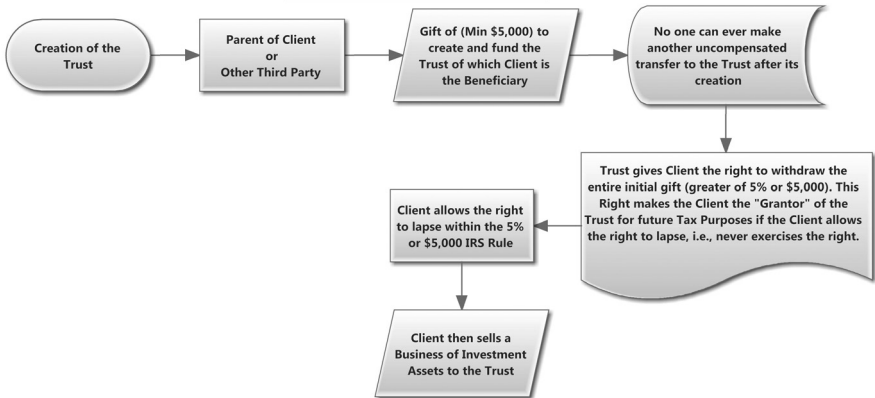 Creation of the
Trust
Parent of Client
or
Other Third Party
Gift of (Min $5,000) to
create and fund the
Trust of which Client is
the Beneficiary
No one can ever make
another uncompensated
transfer to the Trust after its
creation
Trust gives Client the right to withdraw the
entire initial gift (greater of 5% or $5,000). This
Right makes the Client the "Grantor" of the
Trust for future Tax Purposes if the Client allows
the right to lapse, i.e., never exercises the right.
Client allows the right
to lapse within the 5%
or $5,000 IRS Rule
Client then sells a
Business of Investment
Assets to the Trust